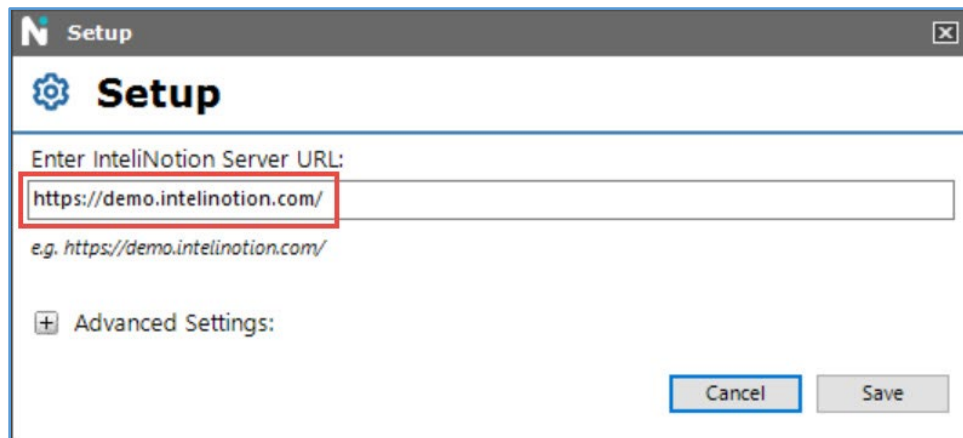 Setup
Setup
Enter InteliNotion Server URL:
https://demo.intelinotion.com/
e.g. https://demo.intelinotion.com/
Advanced Settings:
Cancel Save